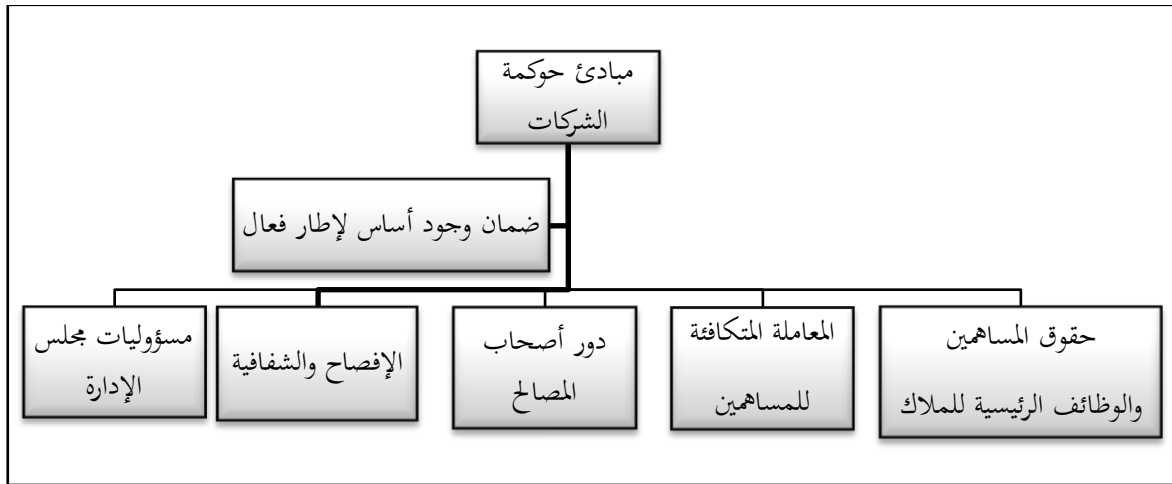 مبادئ حوكمة
الشركات
ضمان وجود أساس لإطار فعال
حقوق المساهمين
والوظائف الرئيسية للملاك
المعاملة المتكافئة
للمساهمين
دور أصحاب
المصالح
الإفصاح والشفافية
مسؤوليات مجلس
الإدارة